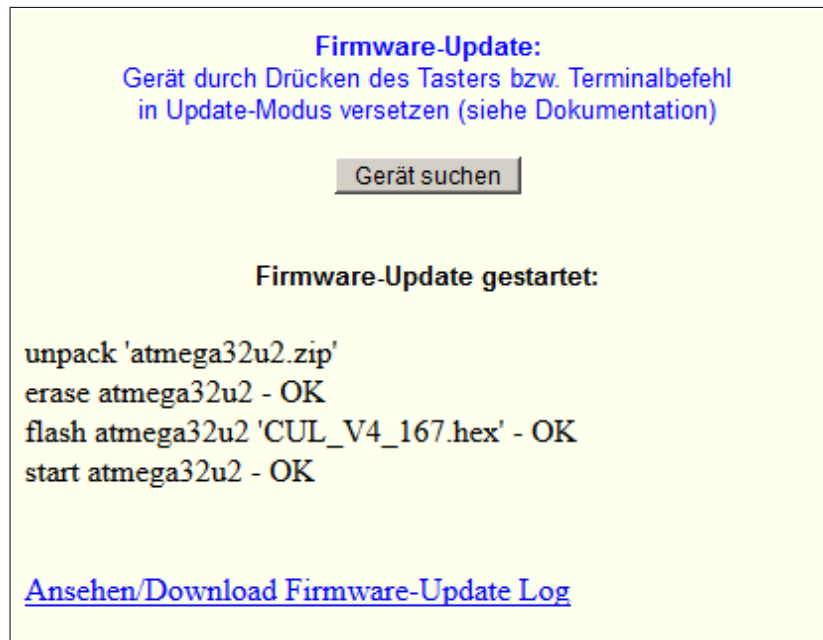 Firmware-Update:
Gerät durch Drücken des Tasters bzw. Terminalbefehl
in Update-Modus versetzen (siehe Dokumentation)
Gerät suchen
Firmware-Update gestartet:
unpack 'atmega32u2.zip'
erase atmega32u2 - OK
flash atmega32u2 'CUL_V4_167.hex' - OK
start atmega32u2 - OK
Ansehen/Download Firmware-Update Log